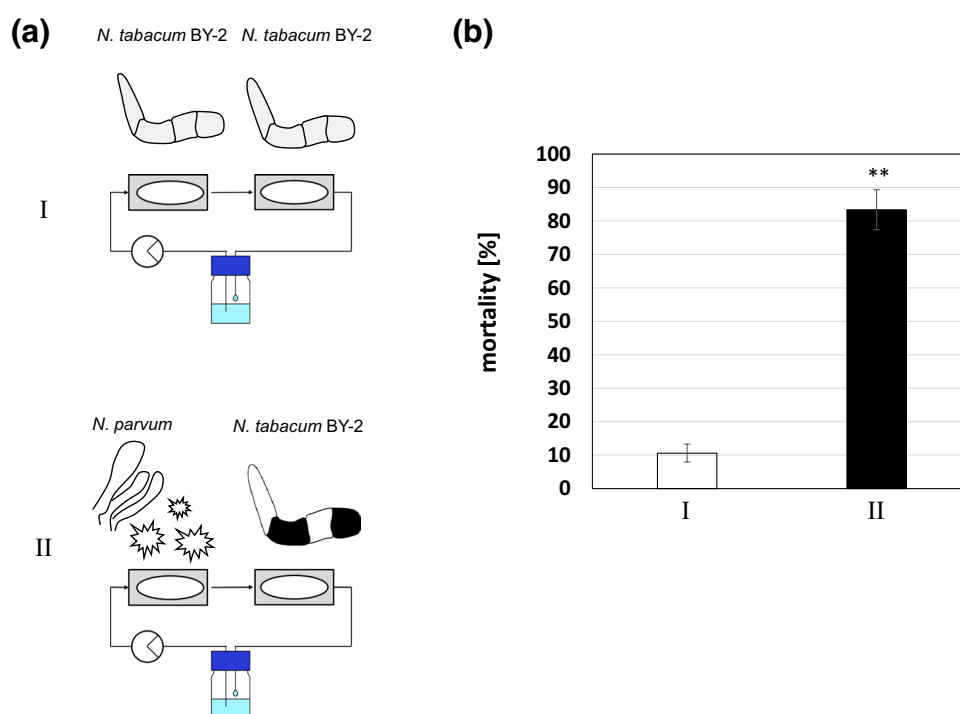 (a)
N. tabacum BY-2 N. tabacum BY-2
I
N. parvum N. tabacum BY-2
II
(b)
mortality [%]
100
90
80
70
60
50
40
30
20
10
0
**
I II